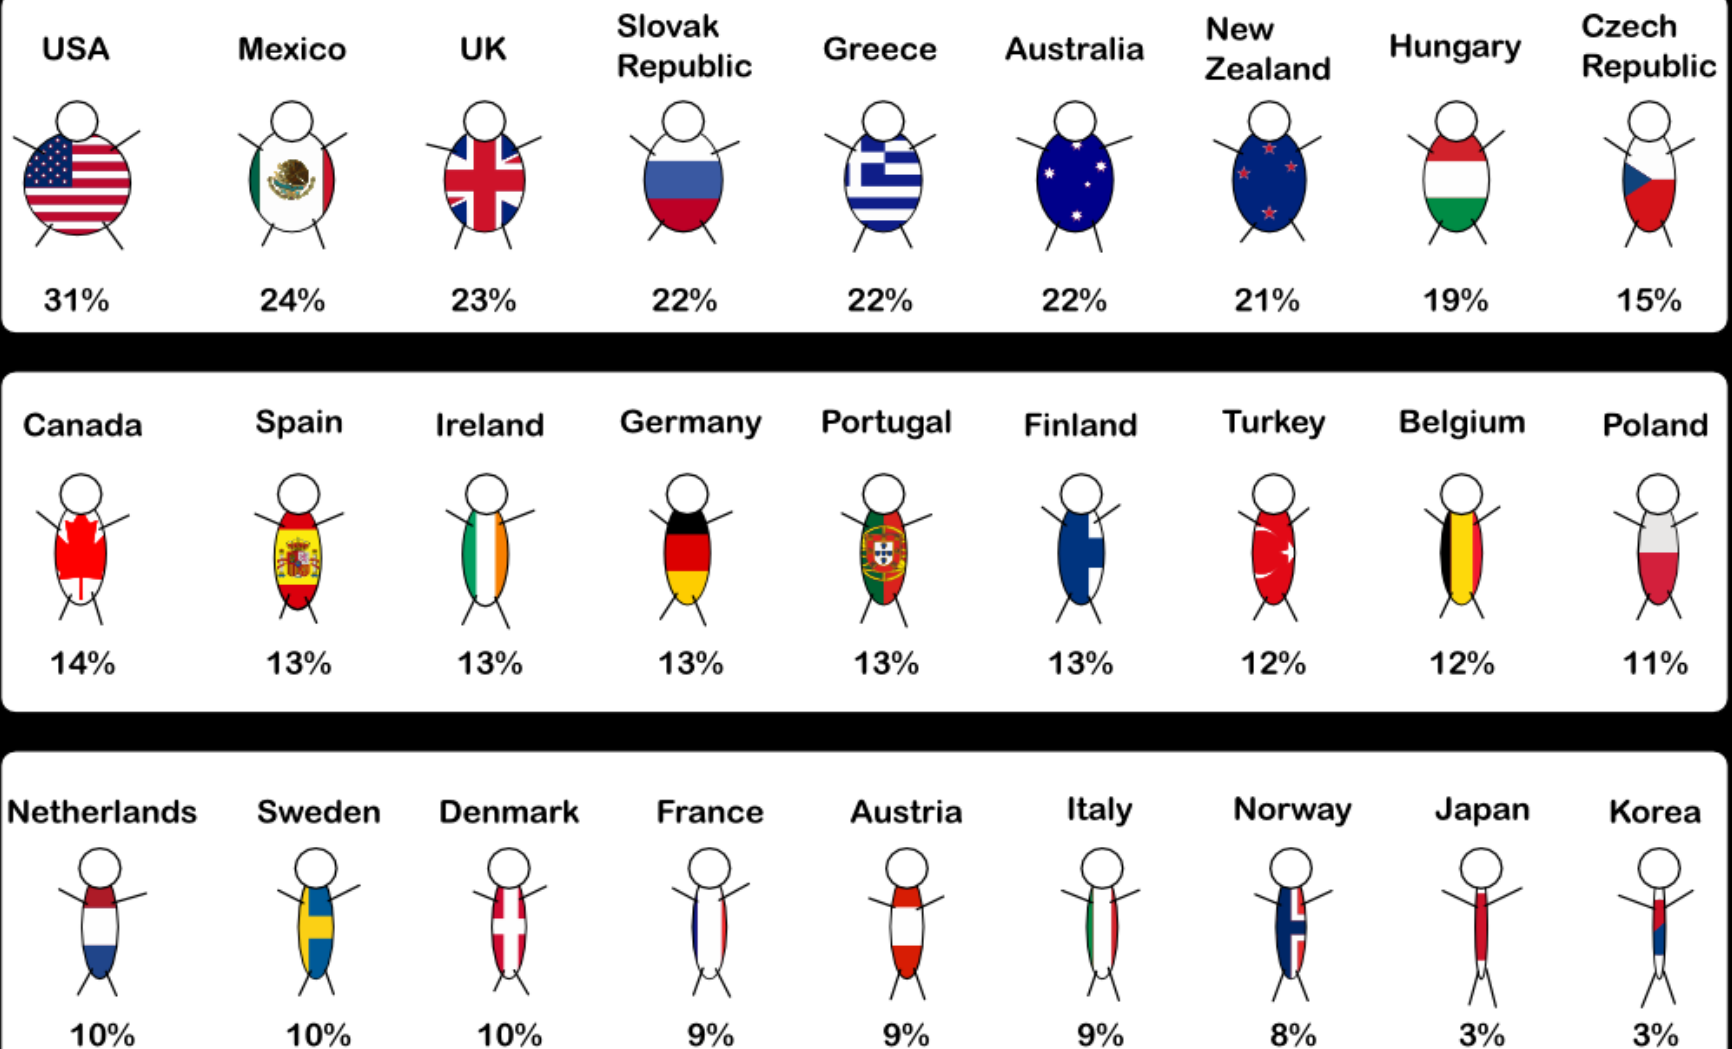 USA Mexico UK Slovak Republic Greece Australia New Zealand Hungary Czech Republic
31% 24% 23% 22% 22% 22% 21% 19% 15%
Canada Spain Ireland Germany Portugal Finland Turkey Belgium Poland
14% 13% 13% 13% 13% 13% 12% 12% 11%
Netherlands Sweden Denmark France Austria Italy Norway Japan Korea
10% 10% 10% 9% 9% 9% 8% 3% 3%